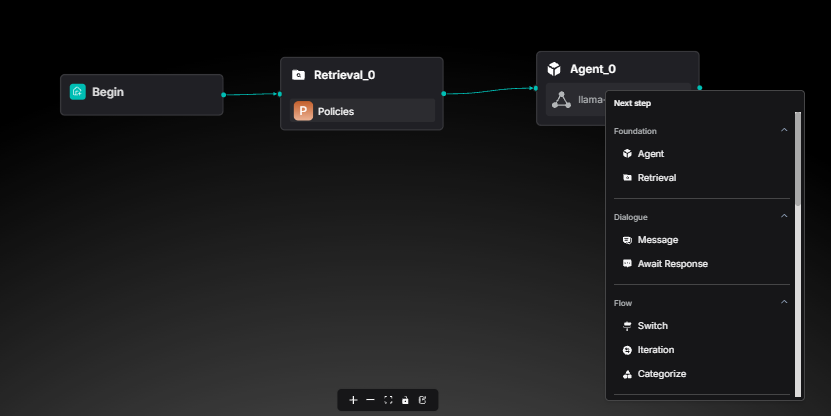 Begin
Retrieval_0
P Policies
Agent_0
llama-
Next step
Foundation
Agent
Retrieval
Dialogue
Message
Await Response
Flow
Switch
Iteration
Categorize